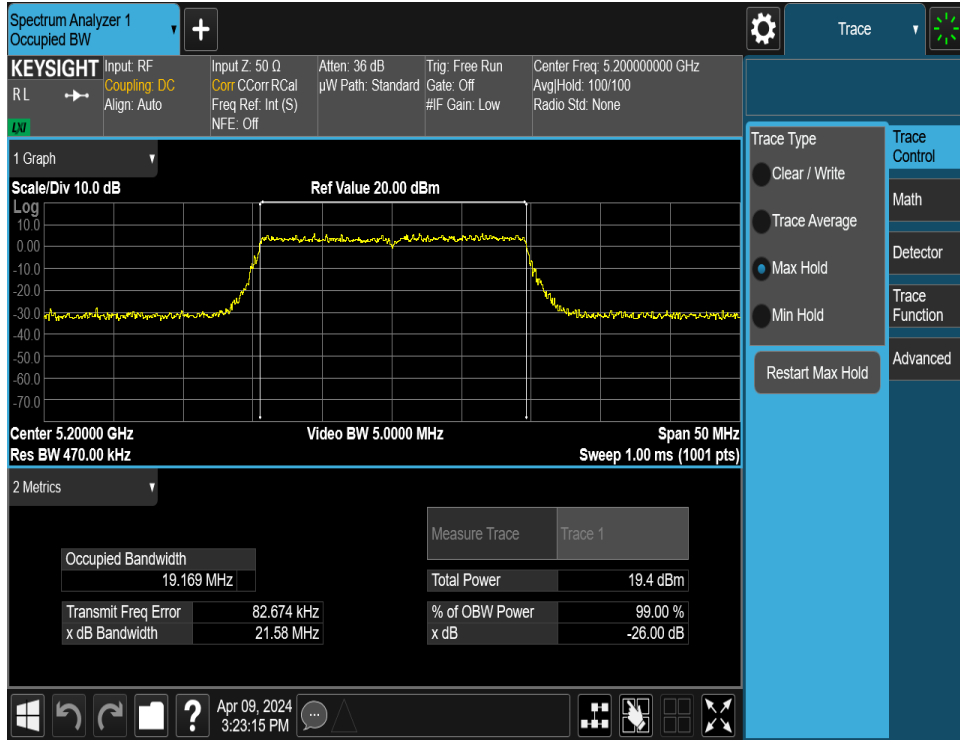 Spectrum Analyzer 1
Occupied BW
+
Trace
KEYSIGHT
R L
LXI
Input: RF
Coupling: DC
Align: Auto
Input Z: 50 Ω
Corr CCorr RCal
Freq Ref: Int (S)
NFE: Off
Atten: 36 dB
µW Path: Standard
Trig: Free Run
Gate: Off
#IF Gain: Low
Center Freq: 5.200000000 GHz
Avg|Hold: 100/100
Radio Std: None
1 Graph
Scale/Div 10.0 dB
Ref Value 20.00 dBm
Log
10.0
0.00
-10.0
-20.0
-30.0
-40.0
-50.0
-60.0
-70.0
Center 5.20000 GHz
Video BW 5.0000 MHz
Span 50 MHz
Res BW 470.00 kHz
Sweep 1.00 ms (1001 pts)
2 Metrics
Measure Trace
Trace 1
Occupied Bandwidth
19.169 MHz
Total Power
19.4 dBm
Transmit Freq Error
82.674 kHz
% of OBW Power
99.00 %
x dB Bandwidth
21.58 MHz
x dB
-26.00 dB
Trace Type
Clear / Write
Trace Average
Max Hold
Min Hold
Restart Max Hold
Trace
Control
Math
Detector
Trace
Function
Advanced
?
Apr 09, 2024
3:23:15 PM